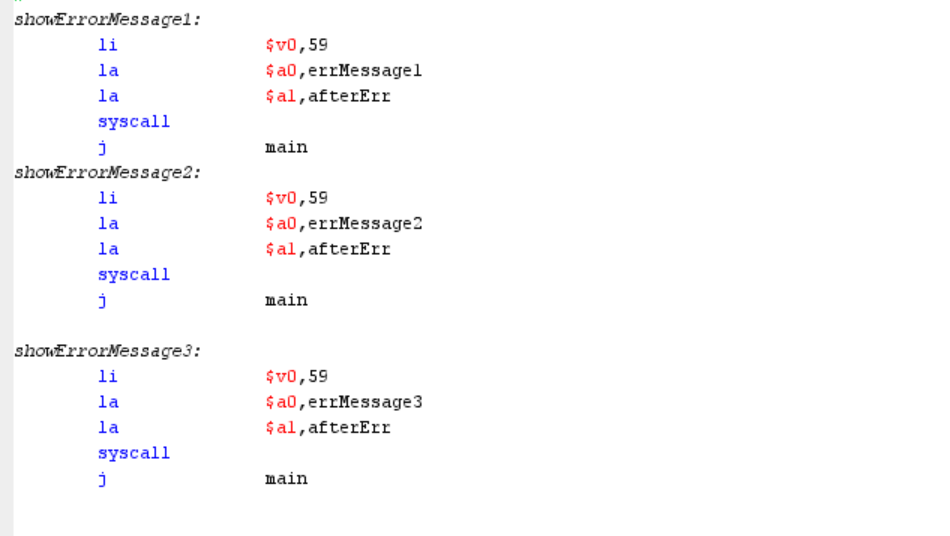 showErrorMessage1:
li $v0,59
la $a0,errMessage1
la $a1,afterErr
syscall
j main
showErrorMessage2:
li $v0,59
la $a0,errMessage2
la $a1,afterErr
syscall
j main
showErrorMessage3:
li $v0,59
la $a0,errMessage3
la $a1,afterErr
syscall
j main